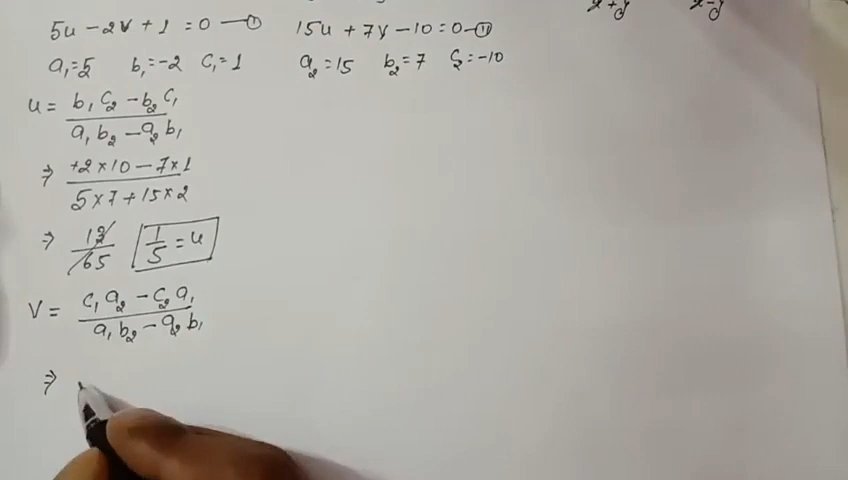 x+y x-y
5u - 2v + 1 = 0 — ① 15u + 7v - 10 = 0 — ⑪
a₁=5 b₁=-2 c₁=1 a₂=15 b₂=7 c₂=-10
u = b₁c₂ - b₂c₁
a₁b₂ - a₂b₁
⇒ +2×10 - 7×1
5×7 + 15×2
⇒ 13
65 1/5 = u
v = c₁a₂ - c₂a₁
a₁b₂ - a₂b₁
⇒